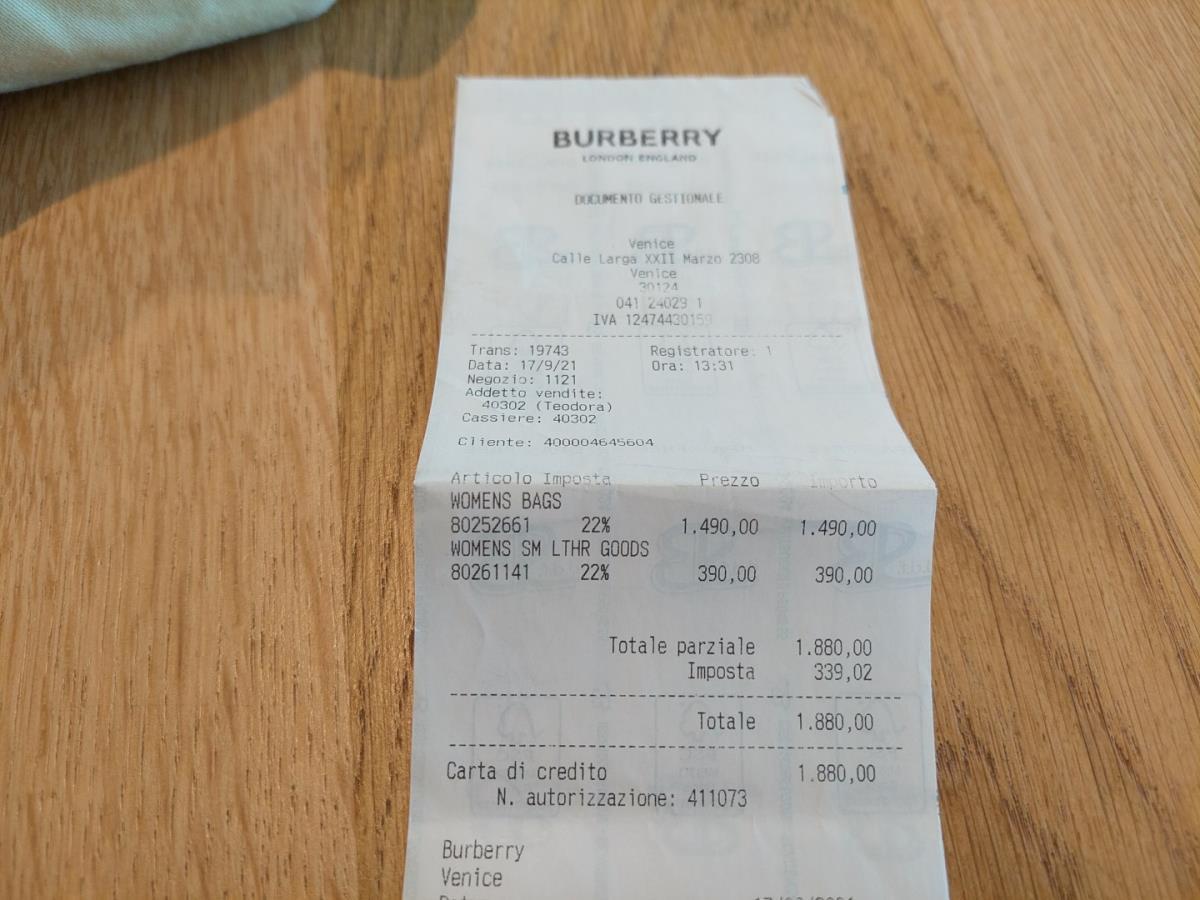 BURBERRY
LONDON ENGLAND
DOCUMENTO GESTIONALE
Venice
Calle Larga XXII Marzo 2308
Venice
30124
041 24029 1
IVA 12474430159
Trans: 19743 Registratore: 1
Data: 17/9/21 Ora: 13:31
Negozio: 1121
Addetto vendite:
40302 (Teodora)
Cassiere: 40302
Cliente: 400004645604
Articolo Imposta Prezzo Importo
WOMENS BAGS
80252661 22% 1.490,00 1.490,00
WOMENS SM LTHR GOODS
80261141 22% 390,00 390,00
Totale parziale 1.880,00
Imposta 339,02
Totale 1.880,00
Carta di credito 1.880,00
N. autorizzazione: 411073
Burberry
Venice